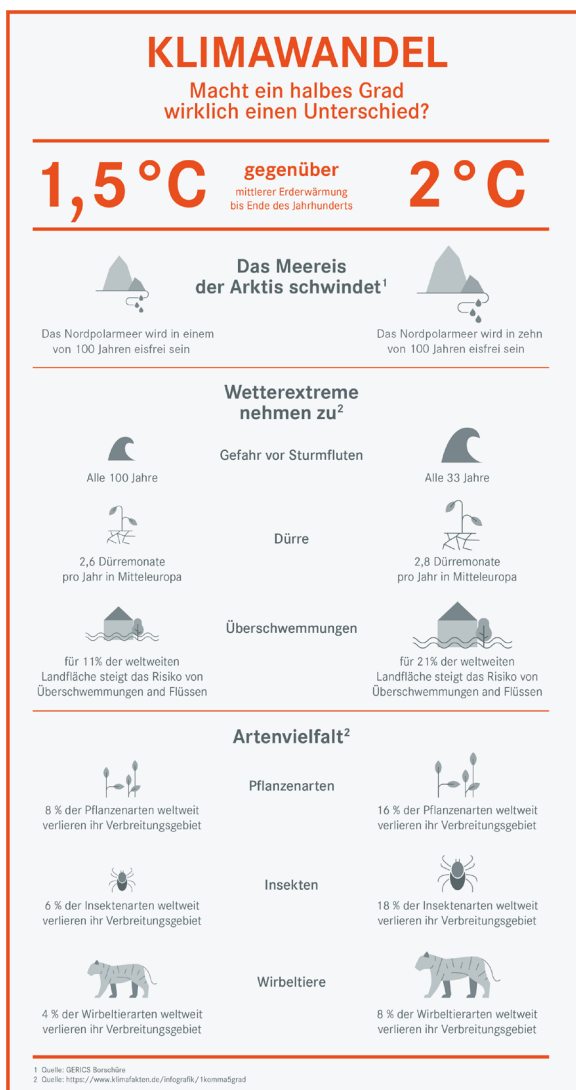 KLIMAWANDEL
Macht ein halbes Grad
wirklich einen Unterschied?
1,5 °C
gegenüber
mittlerer Erderwärmung
bis Ende des Jahrhunderts
2 °C
Das Meereis
der Arktis schwindet¹
Das Nordpolarmeer wird in einem
von 100 Jahren eisfrei sein
Das Nordpolarmeer wird in zehn
von 100 Jahren eisfrei sein
Wetterextreme
nehmen zu²
Gefahr vor Sturmfluten
Alle 100 Jahre
Alle 33 Jahre
Dürre
2,6 Dürremonate
pro Jahr in Mitteleuropa
2,8 Dürremonate
pro Jahr in Mitteleuropa
Überschwemmungen
für 11% der weltweiten
Landfläche steigt das Risiko von
Überschwemmungen and Flüssen
für 21% der weltweiten
Landfläche steigt das Risiko von
Überschwemmungen and Flüssen
Artenvielfalt²
Pflanzenarten
8 % der Pflanzenarten weltweit
verlieren ihr Verbreitungsgebiet
16 % der Pflanzenarten weltweit
verlieren ihr Verbreitungsgebiet
Insekten
6 % der Insektenarten weltweit
verlieren ihr Verbreitungsgebiet
18 % der Insektenarten weltweit
verlieren ihr Verbreitungsgebiet
Wirbeltiere
4 % der Wirbeltierarten weltweit
verlieren ihr Verbreitungsgebiet
8 % der Wirbeltierarten weltweit
verlieren ihr Verbreitungsgebiet
1 Quelle: GERICS Borschüre
2 Quelle: https://www.klimafakten.de/infografik/1komma5grad